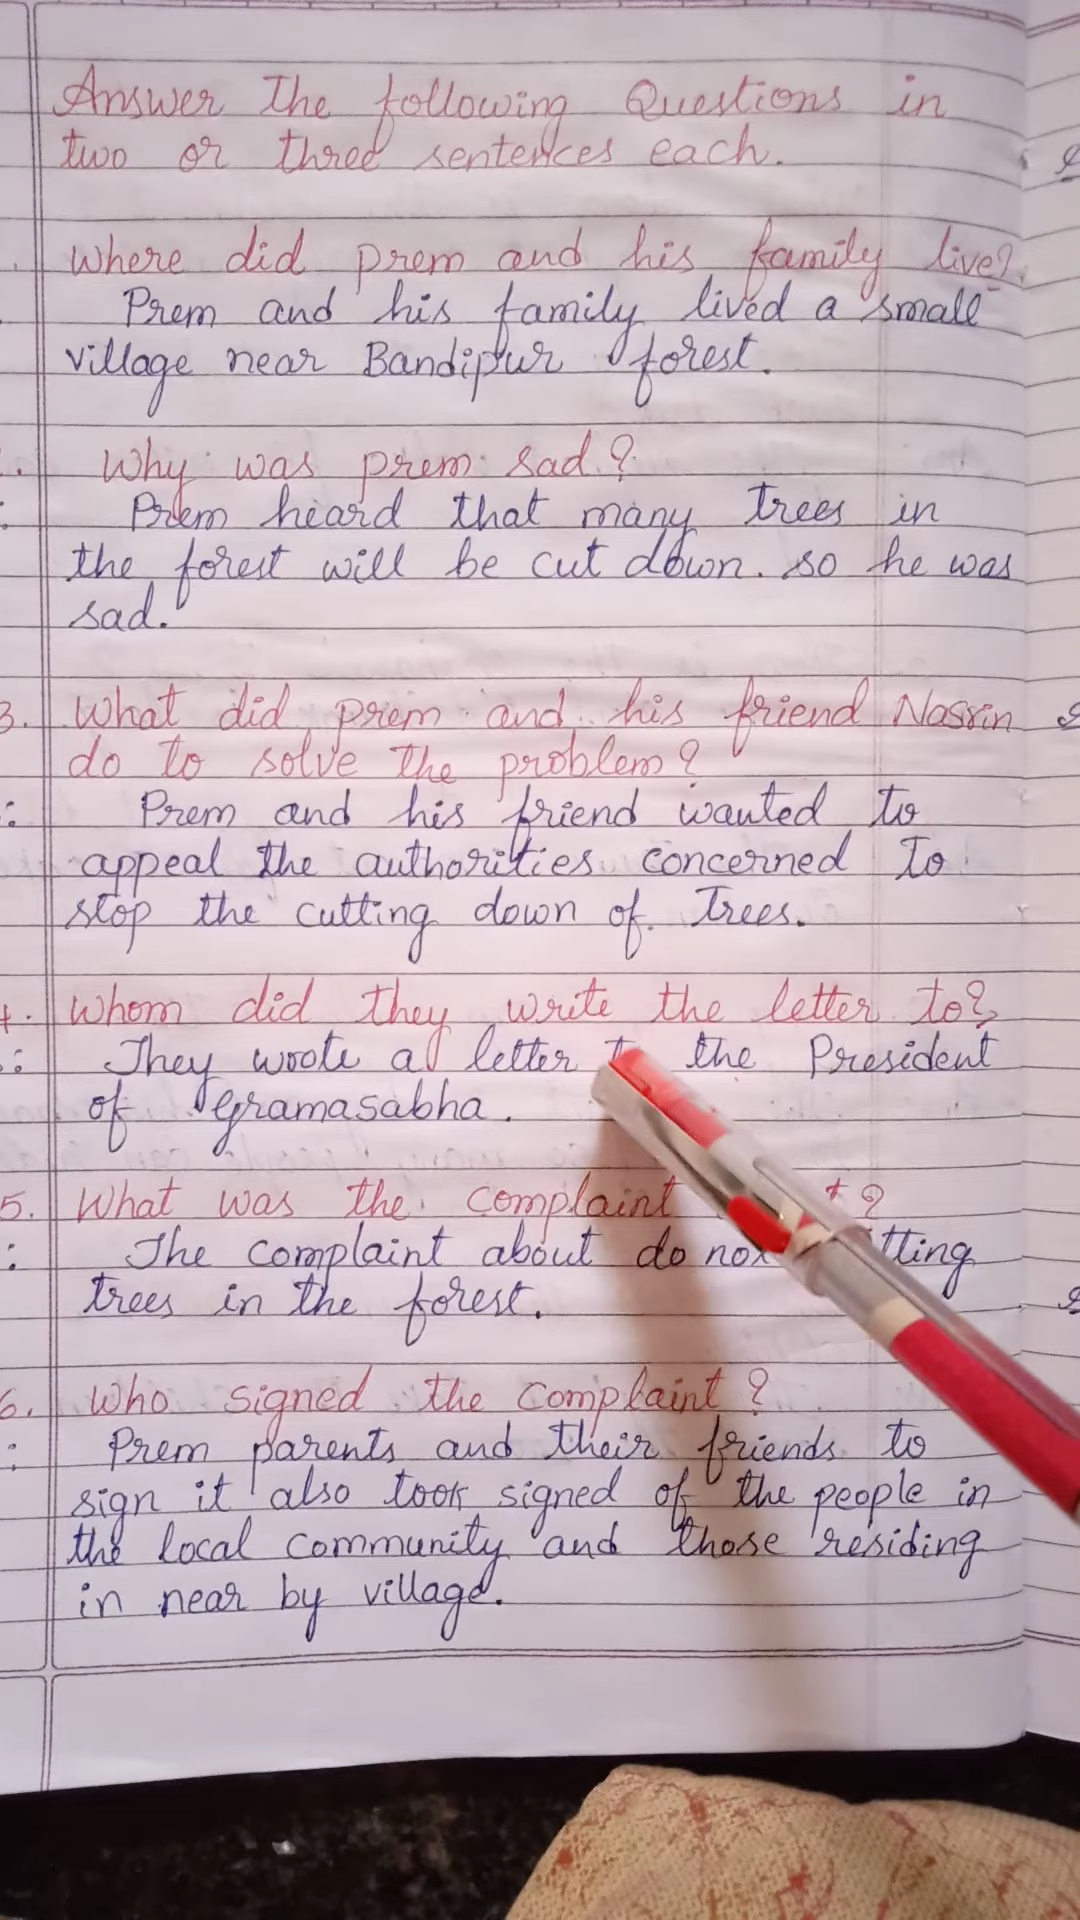 Answer The following Questions in
two or three sentences each.
Where did prem and his family live?
Prem and his family lived a small
village near Bandipur forest.
Why was prem sad?
Prem heard that many trees in
the forest will be cut down. so he was
sad.
3. What did prem and his friend Nasrin
do to solve the problem?
: Prem and his friend wanted to
appeal the authorities concerned To
stop the cutting down of Trees.
4. Whom did they write the letter to?
: They wrote a letter to the President
of gramasabha.
5. What was the complaint
: The complaint about do not
trees in the forest.
6. Who signed the complaint?
: Prem parents and their friends to
sign it also took signed of the people in
the local community and those residing
in near by village.